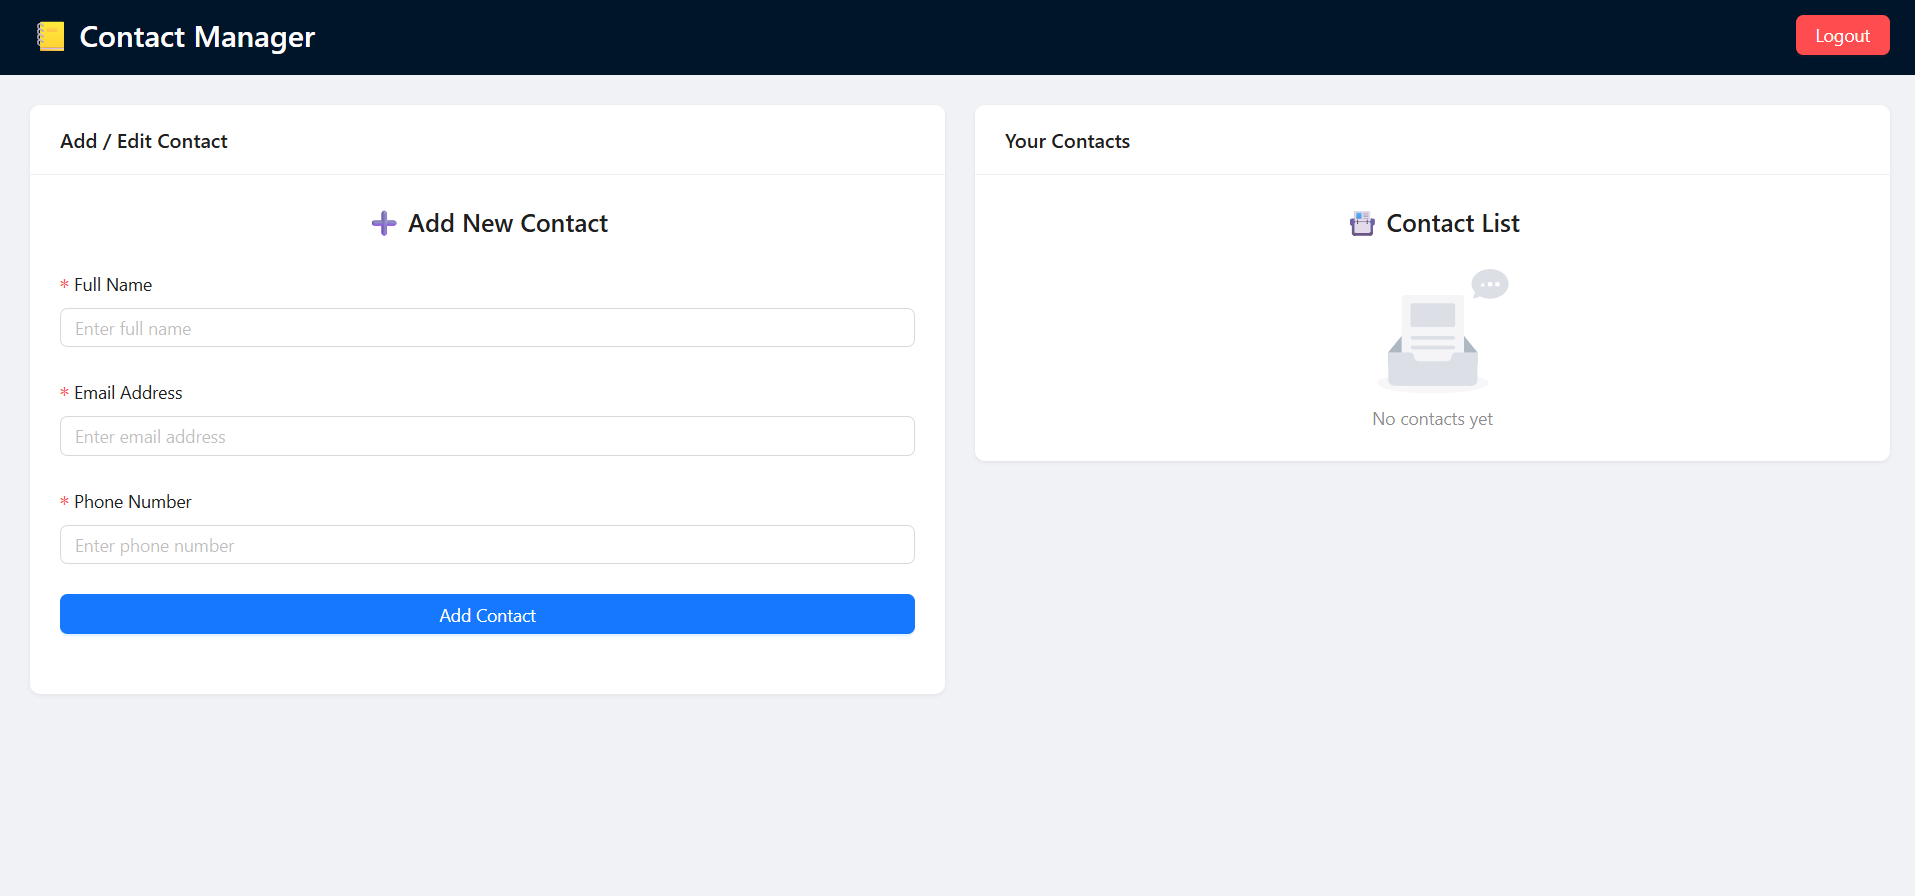 Contact Manager
Logout
Add / Edit Contact
Add New Contact
* Full Name
Enter full name
* Email Address
Enter email address
* Phone Number
Enter phone number
Add Contact
Your Contacts
Contact List
No contacts yet